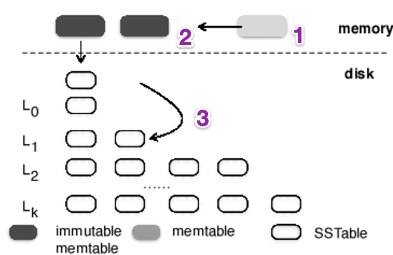 1
2
memory
disk
3
L0
L1
L2
......
Lk
immutable memtable
memtable
SSTable